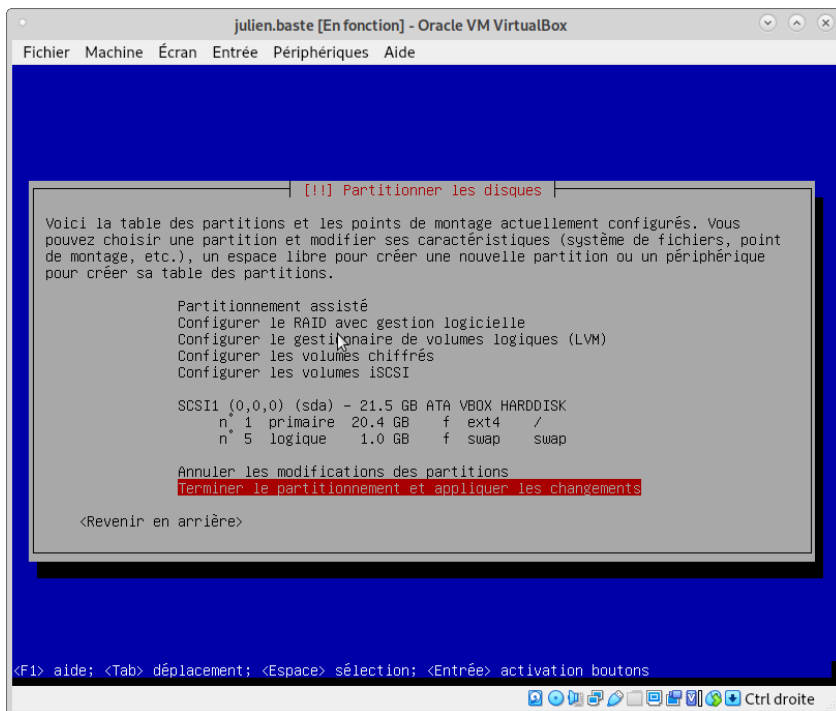 julien.baste [En fonction] - Oracle VM VirtualBox
Fichier Machine Écran Entrée Périphériques Aide
[!!] Partitionner les disques
Voici la table des partitions et les points de montage actuellement configurés. Vous
pouvez choisir une partition et modifier ses caractéristiques (système de fichiers, point
de montage, etc.), un espace libre pour créer une nouvelle partition ou un périphérique
pour créer sa table des partitions.
Partitionnement assisté
Configurer le RAID avec gestion logicielle
Configurer le gestionnaire de volumes logiques (LVM)
Configurer les volumes chiffrés
Configurer les volumes iSCSI
SCSI1 (0,0,0) (sda) - 21.5 GB ATA VBOX HARDDISK
n° 1 primaire 20.4 GB f ext4 /
n° 5 logique 1.0 GB f swap swap
Annuler les modifications des partitions
Terminer le partitionnement et appliquer les changements
<Revenir en arrière>
<F1> aide; <Tab> déplacement; <Espace> sélection; <Entrée> activation boutons
Ctrl droite